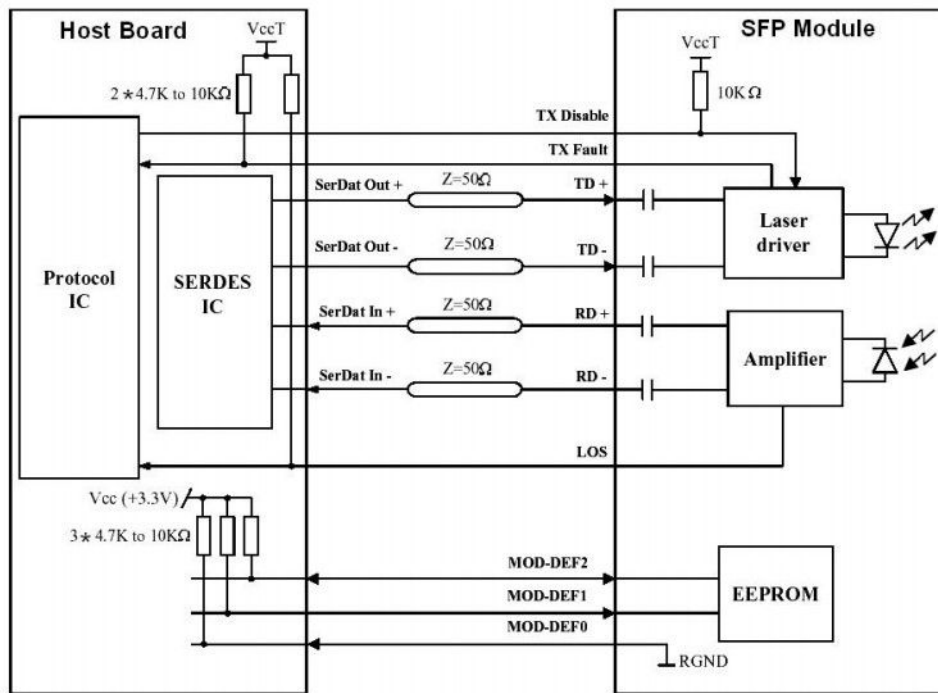 Host Board
SFP Module
VccT
VccT
2*4.7K to 10KΩ
10KΩ
TX Disable
TX Fault
SerDat Out +
Z=50Ω
TD +
Laser driver
SerDat Out -
Z=50Ω
TD -
Protocol IC
SERDES IC
SerDat In +
Z=50Ω
RD +
Amplifier
SerDat In -
Z=50Ω
RD -
LOS
Vcc (+3.3V)
3*4.7K to 10KΩ
MOD-DEF2
MOD-DEF1
EEPROM
MOD-DEF0
RGND